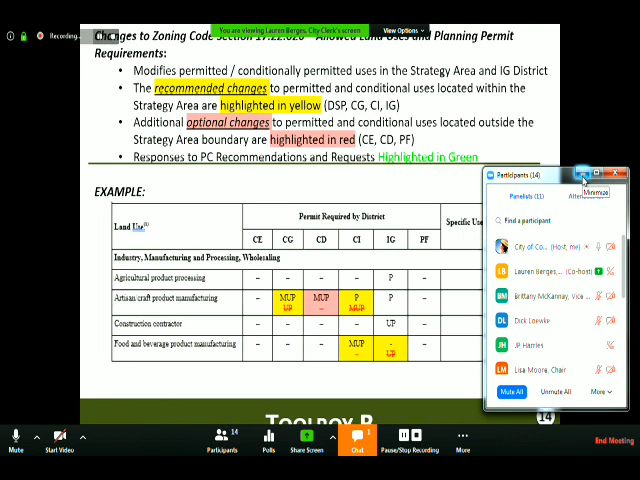 Changes to Zoning Code Section 17.22.020 – Allowed Land Uses and Planning Permit
You are viewing Lauren Berges, City Clerk's screen
View Options
Recording...
Requirements:
• Modifies permitted / conditionally permitted uses in the Strategy Area and IG District
• The recommended changes to permitted and conditional uses located within the
Strategy Area are highlighted in yellow (DSP, CG, CI, IG)
• Additional optional changes to permitted and conditional uses located outside the
Strategy Area boundary are highlighted in red (CE, CD, PF)
• Responses to PC Recommendations and Requests Highlighted in Green
EXAMPLE:
Land Use(1) Permit Required by District Specific Use
CE CG CD CI IG PF
Industry, Manufacturing and Processing, Wholesaling
Agricultural product processing – – – – P –
Artisan craft product manufacturing – MUP UP MUP P MUP P –
Construction contractor – – – – UP –
Food and beverage product manufacturing – – – MUP – - UP –
TOOLBOX B
14
Participants (14)
Minimize
Panelists (11)
Find a participant
City of Co... (Host, me)
LB Lauren Berges,... (Co-host)
BM Brittany McKannay, Vice ...
DL Dick Loewke
JH JP Harries
LM Lisa Moore, Chair
Mute All Unmute All More
14 1
Mute Start Video Participants Polls Share Screen Chat Pause/Stop Recording More End Meeting